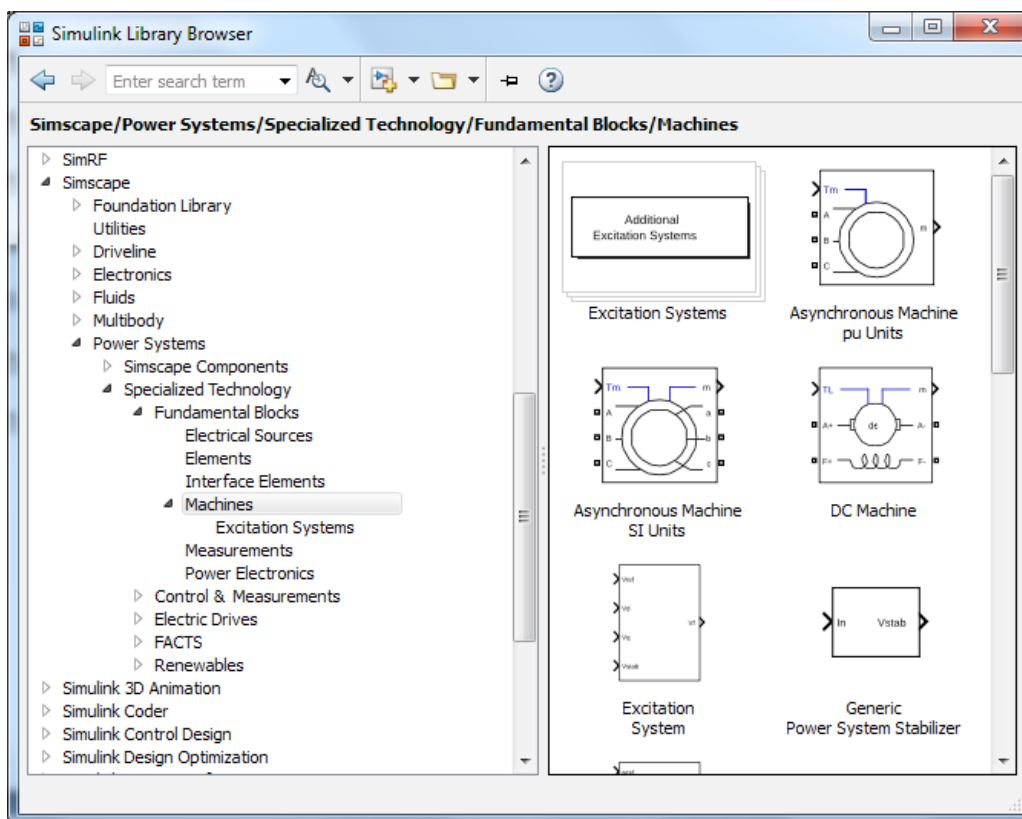 Simulink Library Browser
Enter search term
Simscape/Power Systems/Specialized Technology/Fundamental Blocks/Machines
SimRF
Simscape
Foundation Library
Utilities
Driveline
Electronics
Fluids
Multibody
Power Systems
Simscape Components
Specialized Technology
Fundamental Blocks
Electrical Sources
Elements
Interface Elements
Machines
Excitation Systems
Measurements
Power Electronics
Control & Measurements
Electric Drives
FACTS
Renewables
Simulink 3D Animation
Simulink Coder
Simulink Control Design
Simulink Design Optimization
Additional
Excitation Systems
Excitation Systems
Tm
A
B
C
m
Asynchronous Machine
pu Units
Tm
m
A
a
B
b
C
c
Asynchronous Machine
SI Units
TL
m
A+
dc
A-
F+
F-
DC Machine
Vref
Vd
Vq
Vstab
Vf
Excitation
System
In
Vstab
Generic
Power System Stabilizer